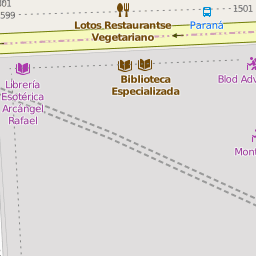 1501
599
Lotos Restaurantse
Vegetariano
Paraná
Librería
Esotérica
Arcángel
Rafael
Biblioteca
Especializada
Blod Adv
Mont